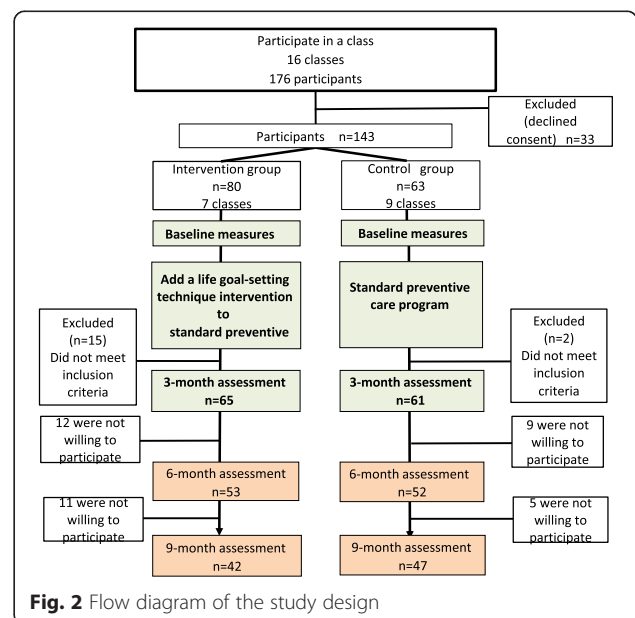 Participate in a class
16 classes
176 participants
Excluded
(declined
consent) n=33
Participants n=143
Intervention group
n=80
7 classes
Control group
n=63
9 classes
Baseline measures
Baseline measures
Add a life goal-setting
technique intervention
to
standard preventive
Standard preventive
care program
Excluded
(n=15)
Did not meet
inclusion
criteria
Excluded
(n=2)
Did not meet
inclusion
criteria
3-month assessment
n=65
3-month assessment
n=61
12 were not
willing to
participate
9 were not
willing to
participate
6-month assessment
n=53
6-month assessment
n=52
11 were not
willing to
participate
5 were not
willing to
participate
9-month assessment
n=42
9-month assessment
n=47
Fig. 2 Flow diagram of the study design